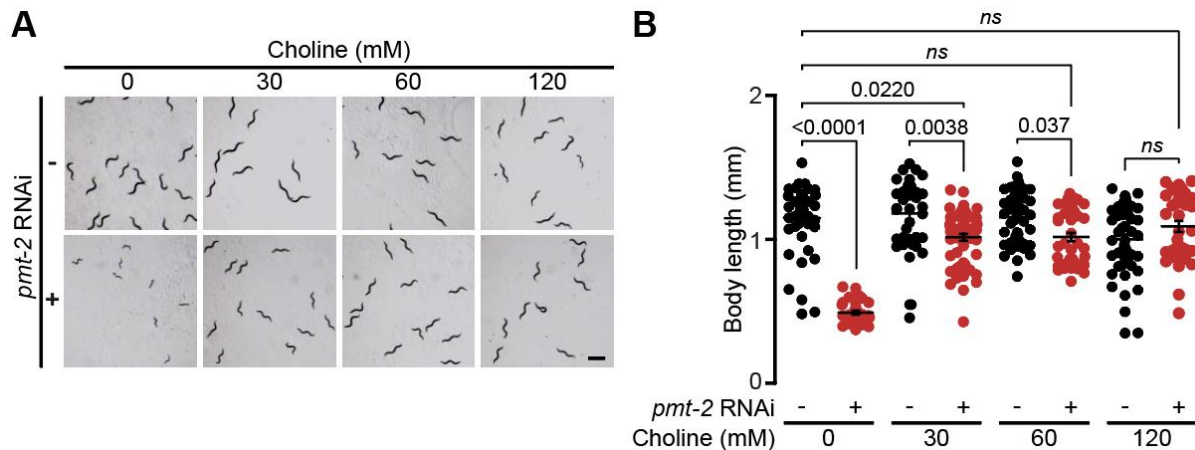 A
Choline (mM)
0 30 60 120
pmt-2 RNAi
-
+
B
ns
ns
0.0220
<0.0001 0.0038 0.037 ns
Body length (mm)
2
1
0
pmt-2 RNAi - + - + - + - +
Choline (mM) 0 30 60 120